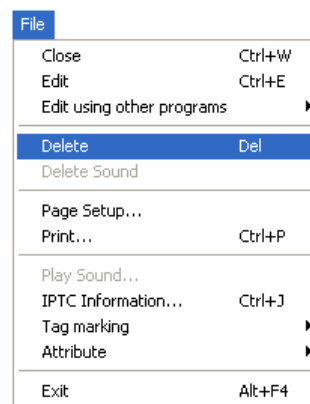 File
Close Ctrl+W
Edit Ctrl+E
Edit using other programs
Delete Del
Delete Sound
Page Setup...
Print... Ctrl+P
Play Sound...
IPTC Information... Ctrl+J
Tag marking
Attribute
Exit Alt+F4